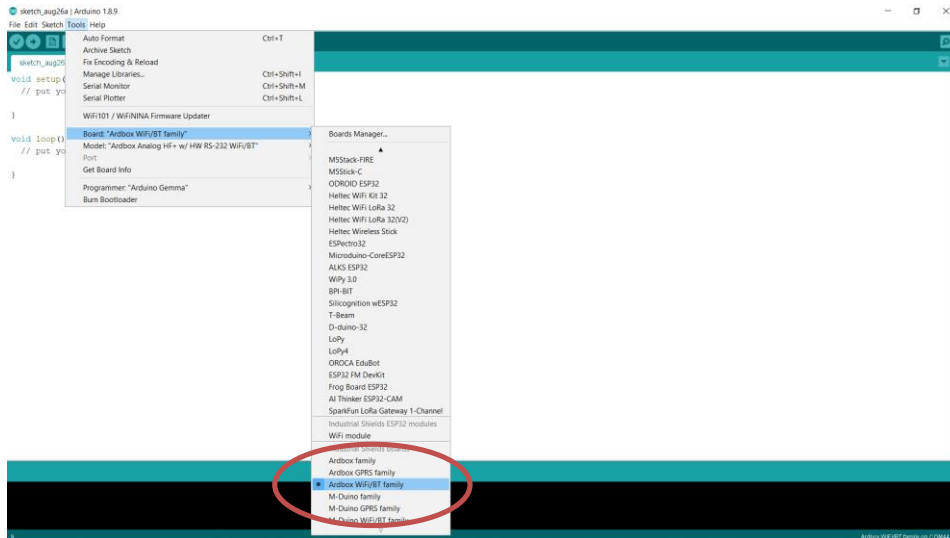 sketch_aug26a | Arduino 1.8.9
File Edit Sketch Tools Help
sketch_aug26
void setup(
// put yo
}
void loop()
// put yo
}
Auto Format Ctrl+T
Archive Sketch
Fix Encoding & Reload
Manage Libraries... Ctrl+Shift+I
Serial Monitor Ctrl+Shift+M
Serial Plotter Ctrl+Shift+L
WiFi101 / WiFiNINA Firmware Updater
Board: "Ardbox WiFi/BT family"
Model: "Ardbox Analog HF+ w/ HW RS-232 WiFi/BT"
Port
Get Board Info
Programmer: "Arduino Gemma"
Burn Bootloader
Boards Manager...
M5Stack-FIRE
M5Stick-C
ODROID ESP32
Heltec WiFi Kit 32
Heltec WiFi LoRa 32
Heltec WiFi LoRa 32(V2)
Heltec Wireless Stick
ESPectro32
Microduino-CoreESP32
ALKS ESP32
WiPy 3.0
BPI-BIT
Silicognition wESP32
T-Beam
D-duino-32
LoPy
LoPy4
OROCA EduBot
ESP32 FM DevKit
Frog Board ESP32
AI Thinker ESP32-CAM
SparkFun LoRa Gateway 1-Channel
Industrial Shields ESP32 modules
WiFi module
Industrial Shields boards
Ardbox family
Ardbox GPRS family
Ardbox WiFi/BT family
M-Duino family
M-Duino GPRS family
M-Duino WiFi/BT family